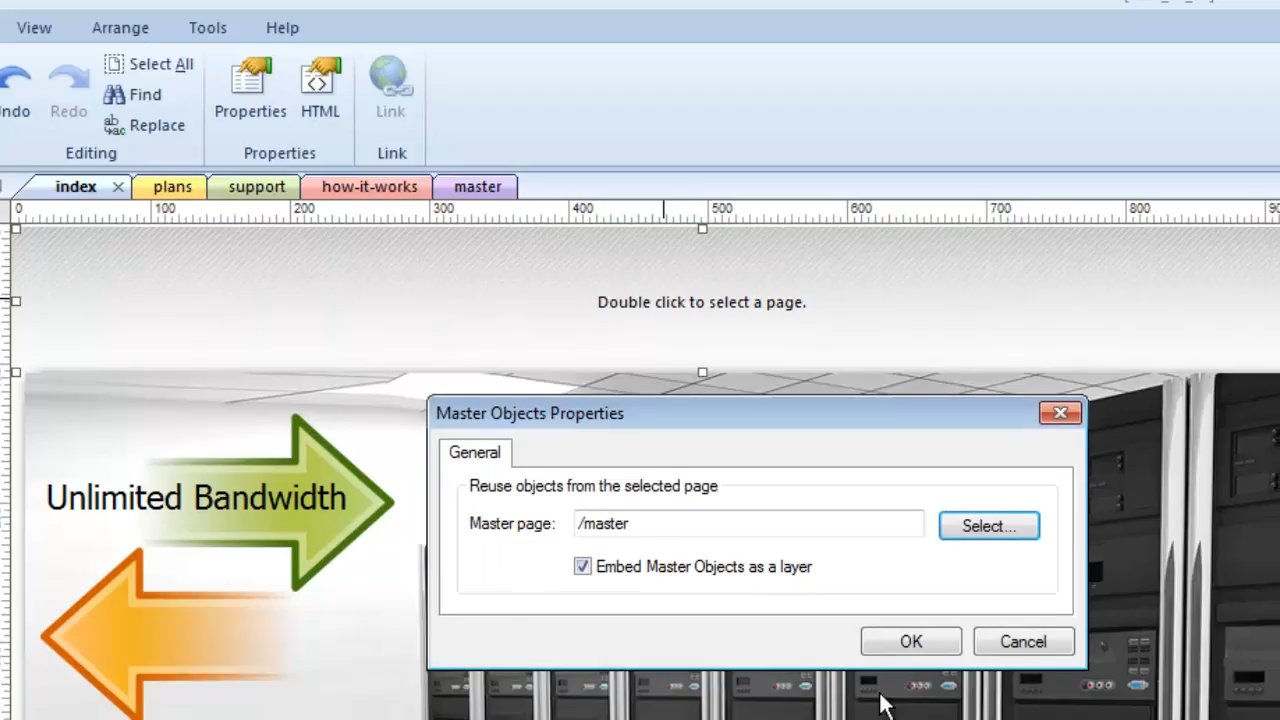 View Arrange Tools Help
Select All
Undo Redo Find Properties HTML Link
ab
ac Replace
Editing Properties Link
index plans support how-it-works master
0 100 200 300 400 500 600 700 800
Double click to select a page.
Master Objects Properties
General
Unlimited Bandwidth
Reuse objects from the selected page
Master page: /master Select...
Embed Master Objects as a layer
OK Cancel